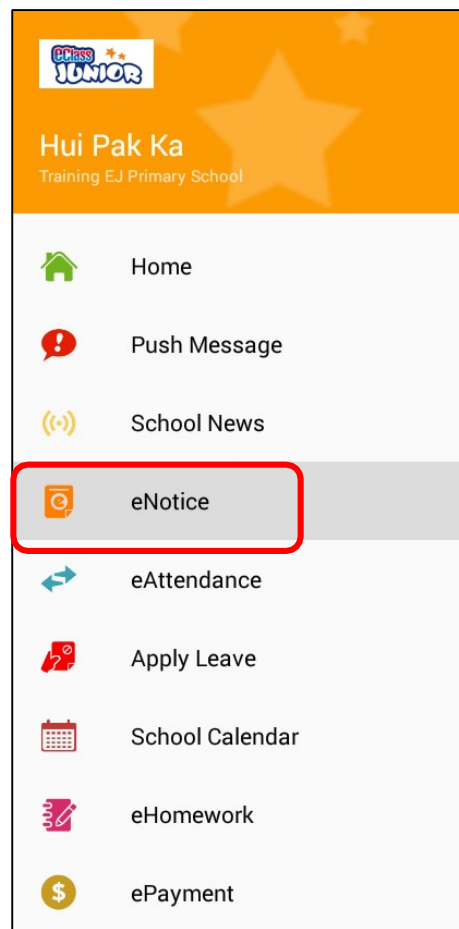 eClass
JUNIOR
Hui Pak Ka
Training EJ Primary School
Home
Push Message
School News
eNotice
eAttendance
Apply Leave
School Calendar
eHomework
ePayment